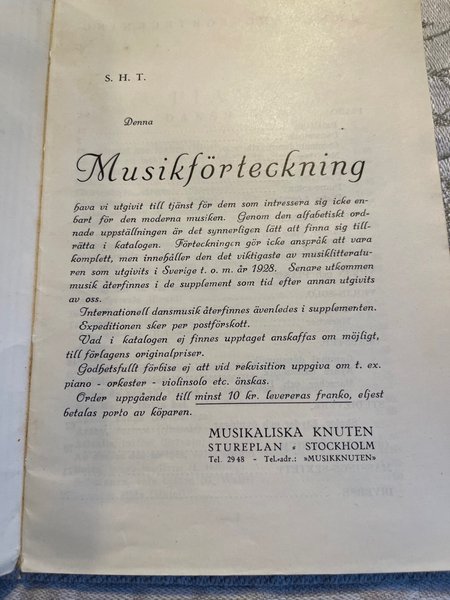 S. H. T.
Denna
Musikförteckning
hava vi utgivit till tjänst för dem som intressera sig icke en-
bart för den moderna musiken. Genom den alfabetiskt ord-
nade uppställningen är det synnerligen lätt att finna sig till-
rätta i katalogen. Förteckningen gör icke anspråk att vara
komplett, men innehåller den det viktigaste av musiklitteratu-
ren som utgivits i Sverige t. o. m. år 1928. Senare utkommen
musik återfinnes i de supplement som tid efter annan utgivits
av oss.
Internationell dansmusik återfinnes ävenledes i supplementen.
Expeditionen sker per postförskott.
Vad i katalogen ej finnes upptaget anskaffas om möjligt,
till förlagens originalpriser.
Godhetsfullt förbise ej att vid rekvisition uppgiva om t. ex.
piano - orkester - violinsolo etc. önskas.
Order uppgående till minst 10 kr. levereras franko, eljest
betalas porto av köparen.
MUSIKALISKA KNUTEN
STUREPLAN - STOCKHOLM
Tel. 2948 - Tel.-adr.: »MUSIKKNUTEN»